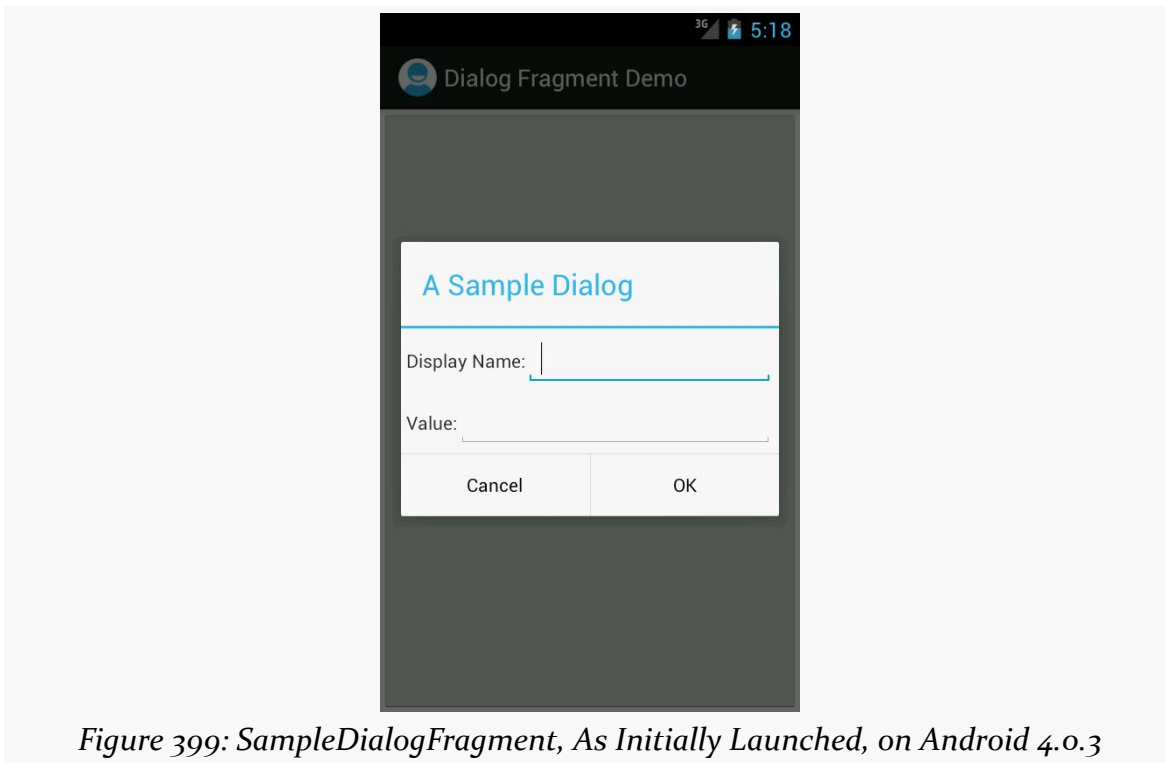 3G 5:18
Dialog Fragment Demo
A Sample Dialog
Display Name:
Value:
Cancel OK
Figure 399: SampleDialogFragment, As Initially Launched, on Android 4.0.3